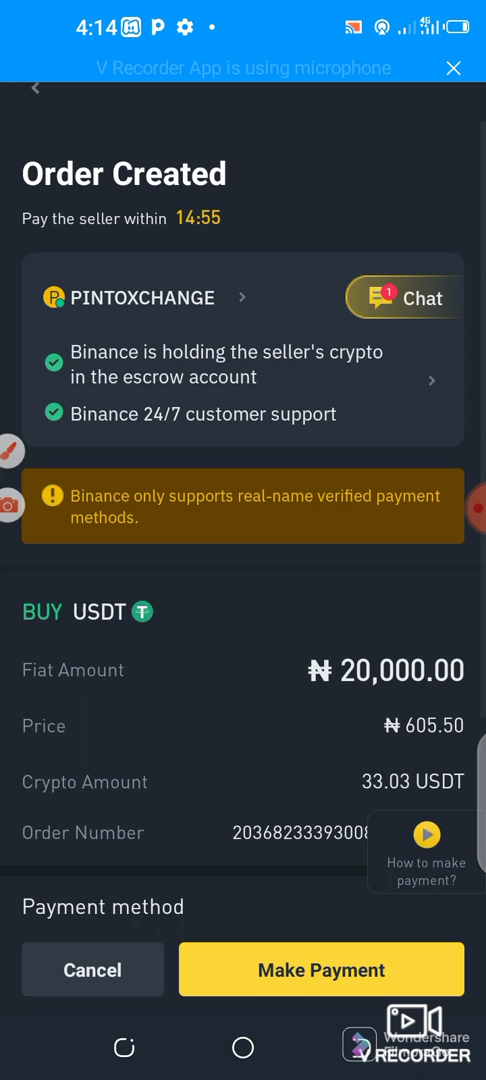 4:14
4G
V Recorder App is using microphone
Order Created
Pay the seller within 14:55
PINTOXCHANGE
1
Chat
Binance is holding the seller's crypto
in the escrow account
Binance 24/7 customer support
Binance only supports real-name verified payment
methods.
BUY USDT
Fiat Amount
₦ 20,000.00
Price
₦ 605.50
Crypto Amount
33.03 USDT
Order Number
2036823339300
How to make
payment?
Payment method
Cancel
Make Payment
Wondershare
V RECORDER